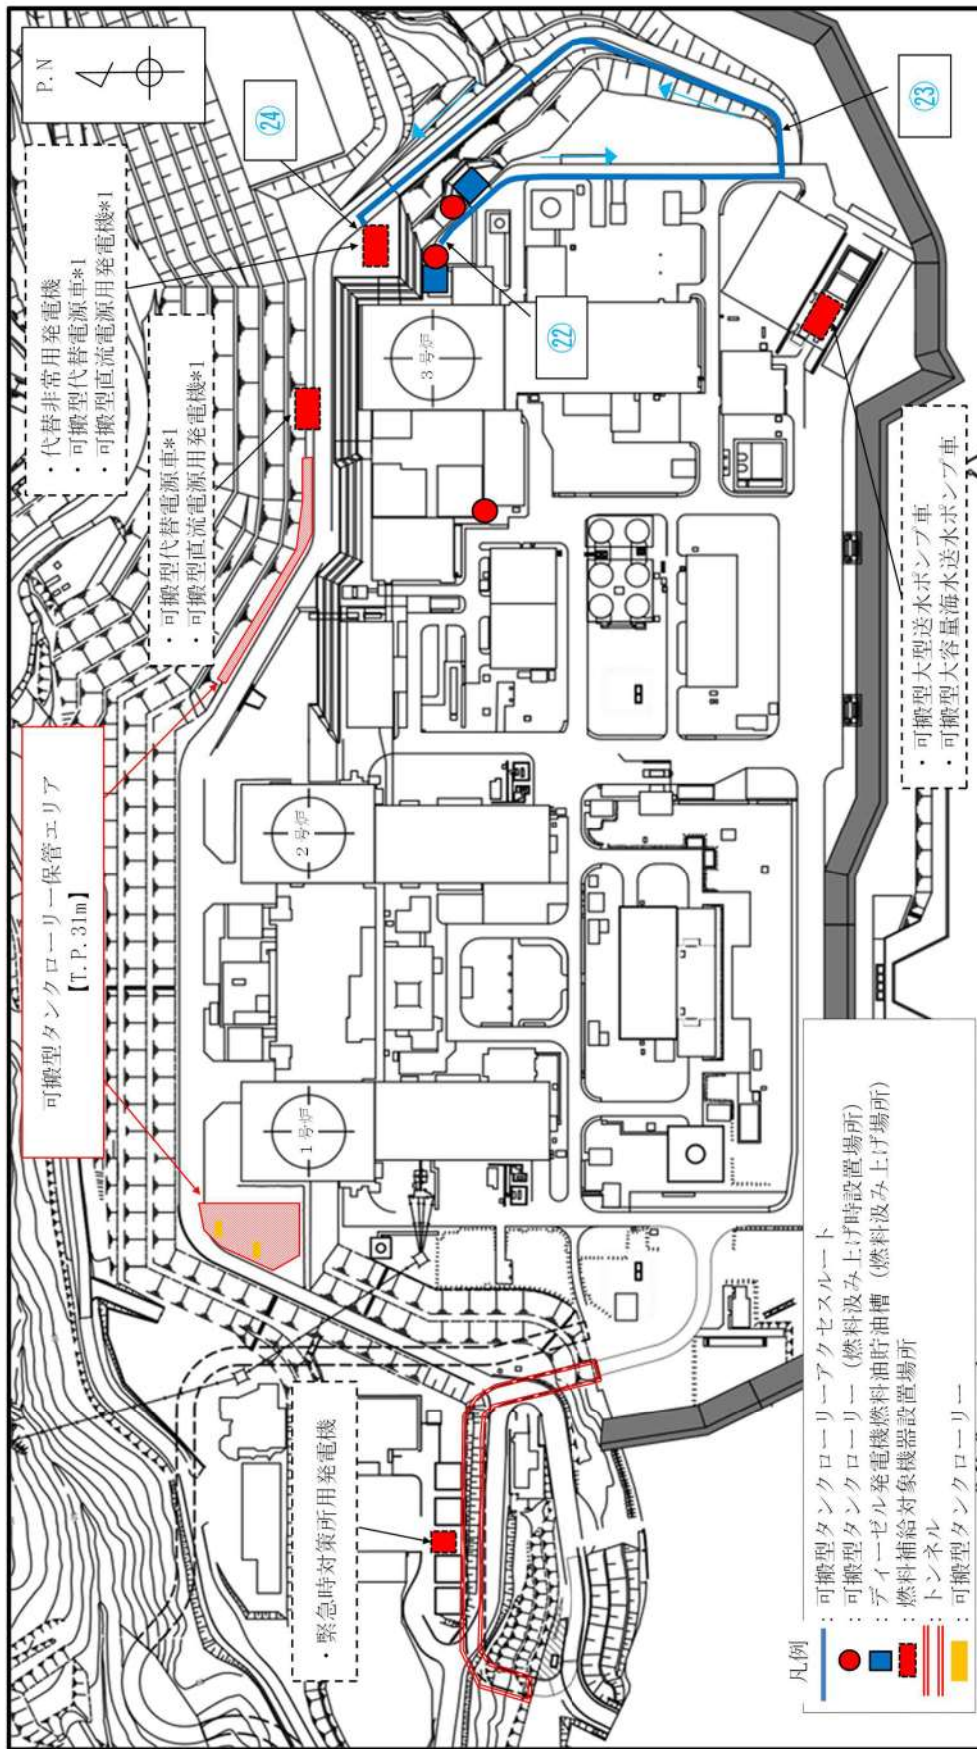 P.N
・代替非常用発電機
・可搬型代替電源車*1
・可搬型直流電源用発電機*1
・可搬型代替電源車*1
・可搬型直流電源用発電機*1
可搬型タンクローリー保管エリア
【T.P.31m】
・緊急時対策所用発電機
㉔
㉒
㉓
3号炉
2号炉
1号炉
・可搬型大型送水ポンプ車
・可搬型大容量海水送水ポンプ車
凡例
：可搬型タンクローリーアクセスルート
：可搬型タンクローリー（燃料汲み上げ時設置場所）
：ディーゼル発電機燃料油貯油槽（燃料汲み上げ場所）
：燃料補給対象機器設置場所
：トンネル
：可搬型タンクローリー